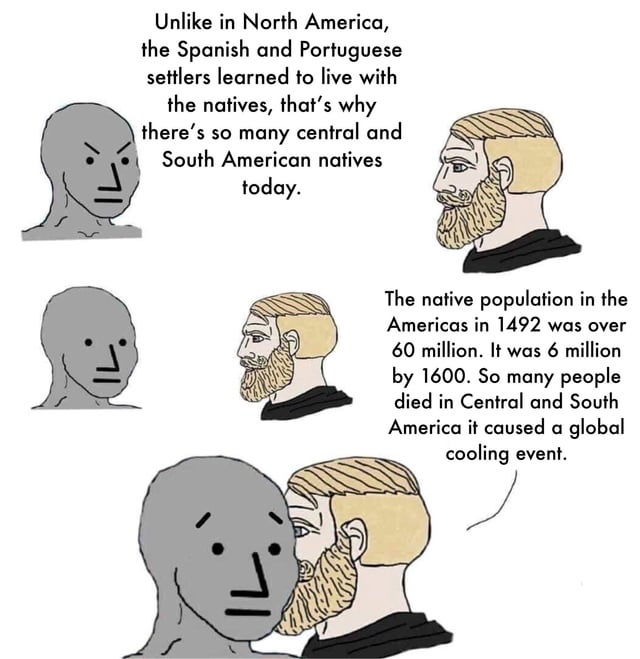 Unlike in North America,
the Spanish and Portuguese
settlers learned to live with
the natives, that's why
there's so many central and
South American natives
today.
The native population in the
Americas in 1492 was over
60 million. It was 6 million
by 1600. So many people
died in Central and South
America it caused a global
cooling event.